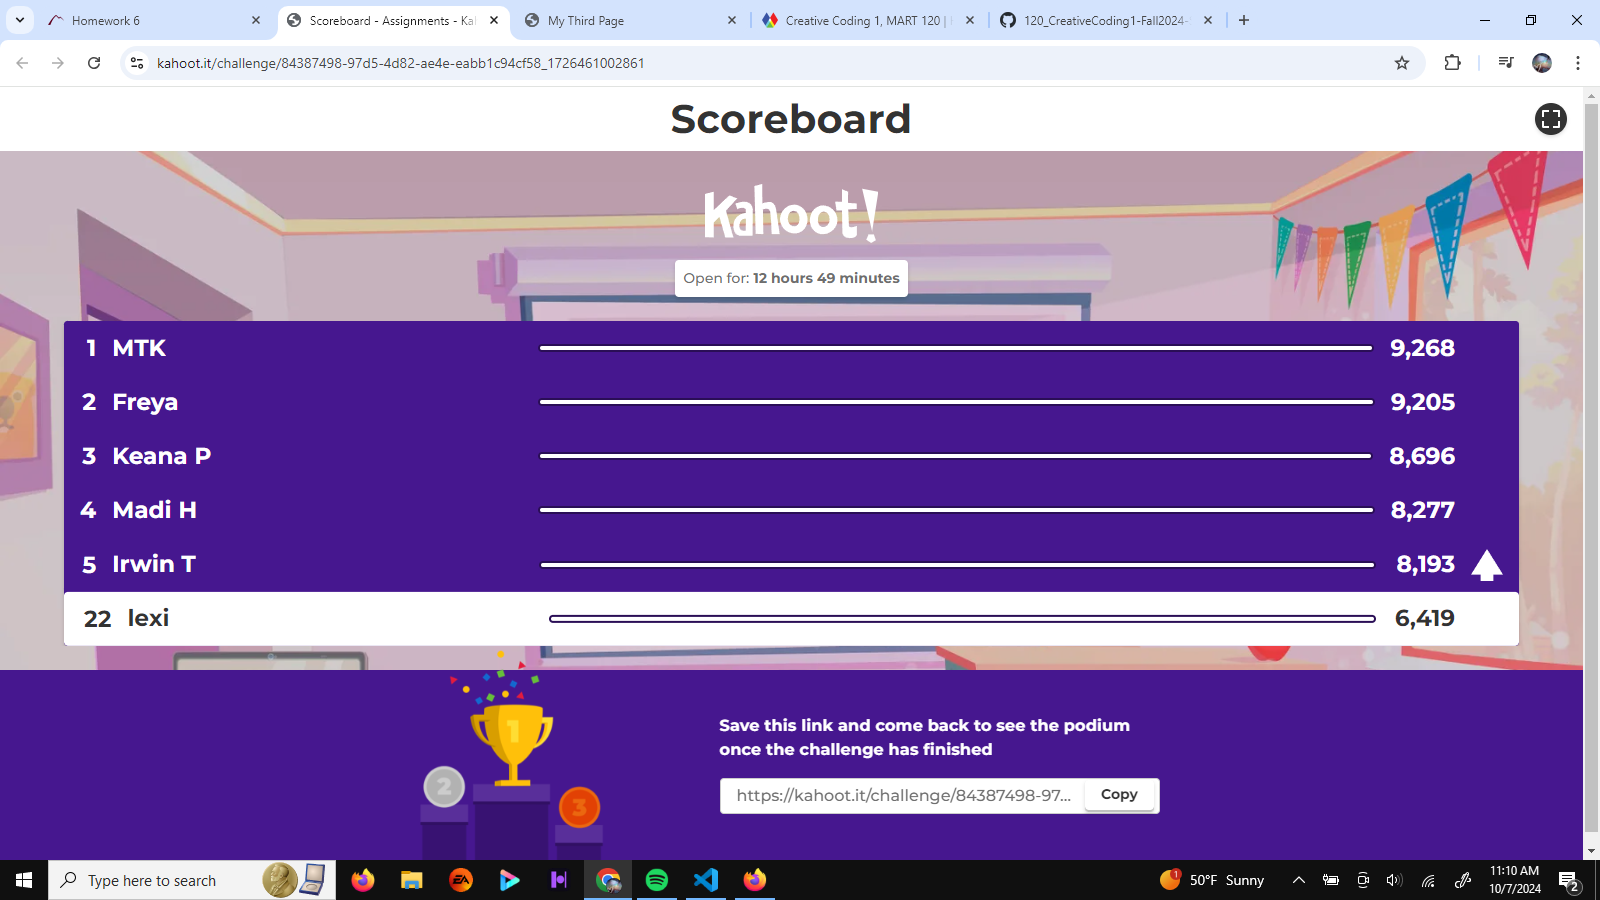 Homework 6
Scoreboard - Assignments - Ka
My Third Page
Creative Coding 1, MART 120 |
120_CreativeCoding1-Fall2024-
kahoot.it/challenge/84387498-97d5-4d82-ae4e-eabb1c94cf58_1726461002861
Scoreboard
Kahoot!
Open for: 12 hours 49 minutes
1 MTK 9,268
2 Freya 9,205
3 Keana P 8,696
4 Madi H 8,277
5 Irwin T 8,193
22 lexi 6,419
1
2
3
Save this link and come back to see the podium
once the challenge has finished
https://kahoot.it/challenge/84387498-97... Copy
Type here to search
EA
1
50°F Sunny
11:10 AM
10/7/2024
2